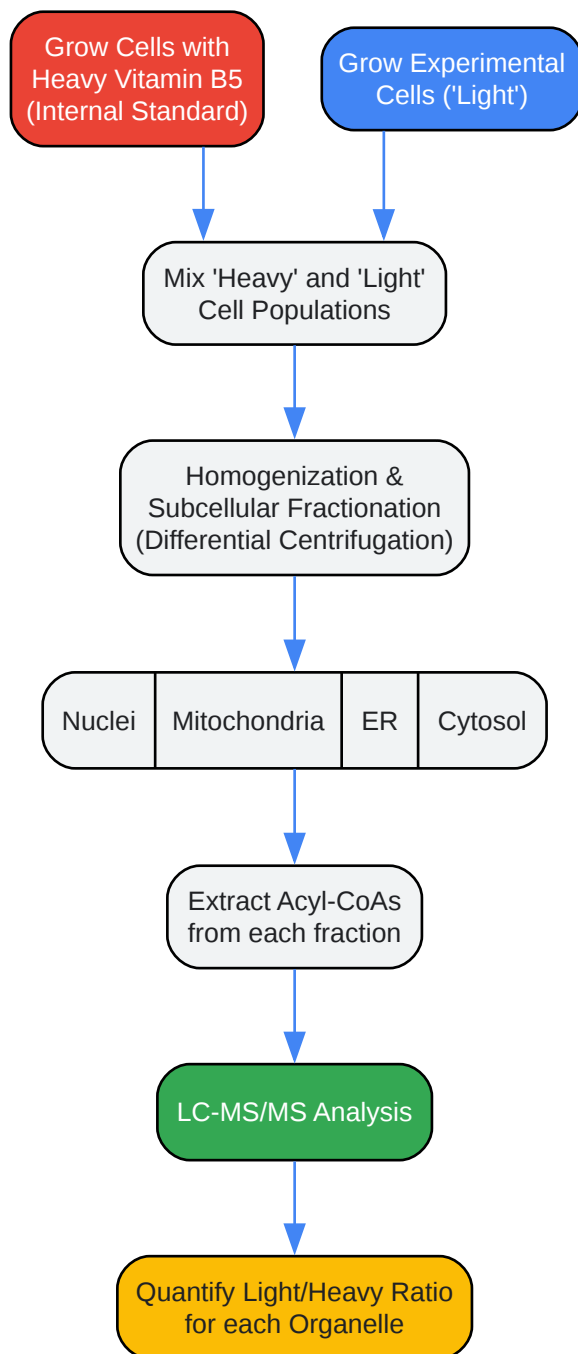 Grow Cells with
Heavy Vitamin B5
(Internal Standard)
Grow Experimental
Cells ('Light')
Mix 'Heavy' and 'Light'
Cell Populations
Homogenization &
Subcellular Fractionation
(Differential Centrifugation)
Nuclei Mitochondria ER Cytosol
Extract Acyl-CoAs
from each fraction
LC-MS/MS Analysis
Quantify Light/Heavy Ratio
for each Organelle